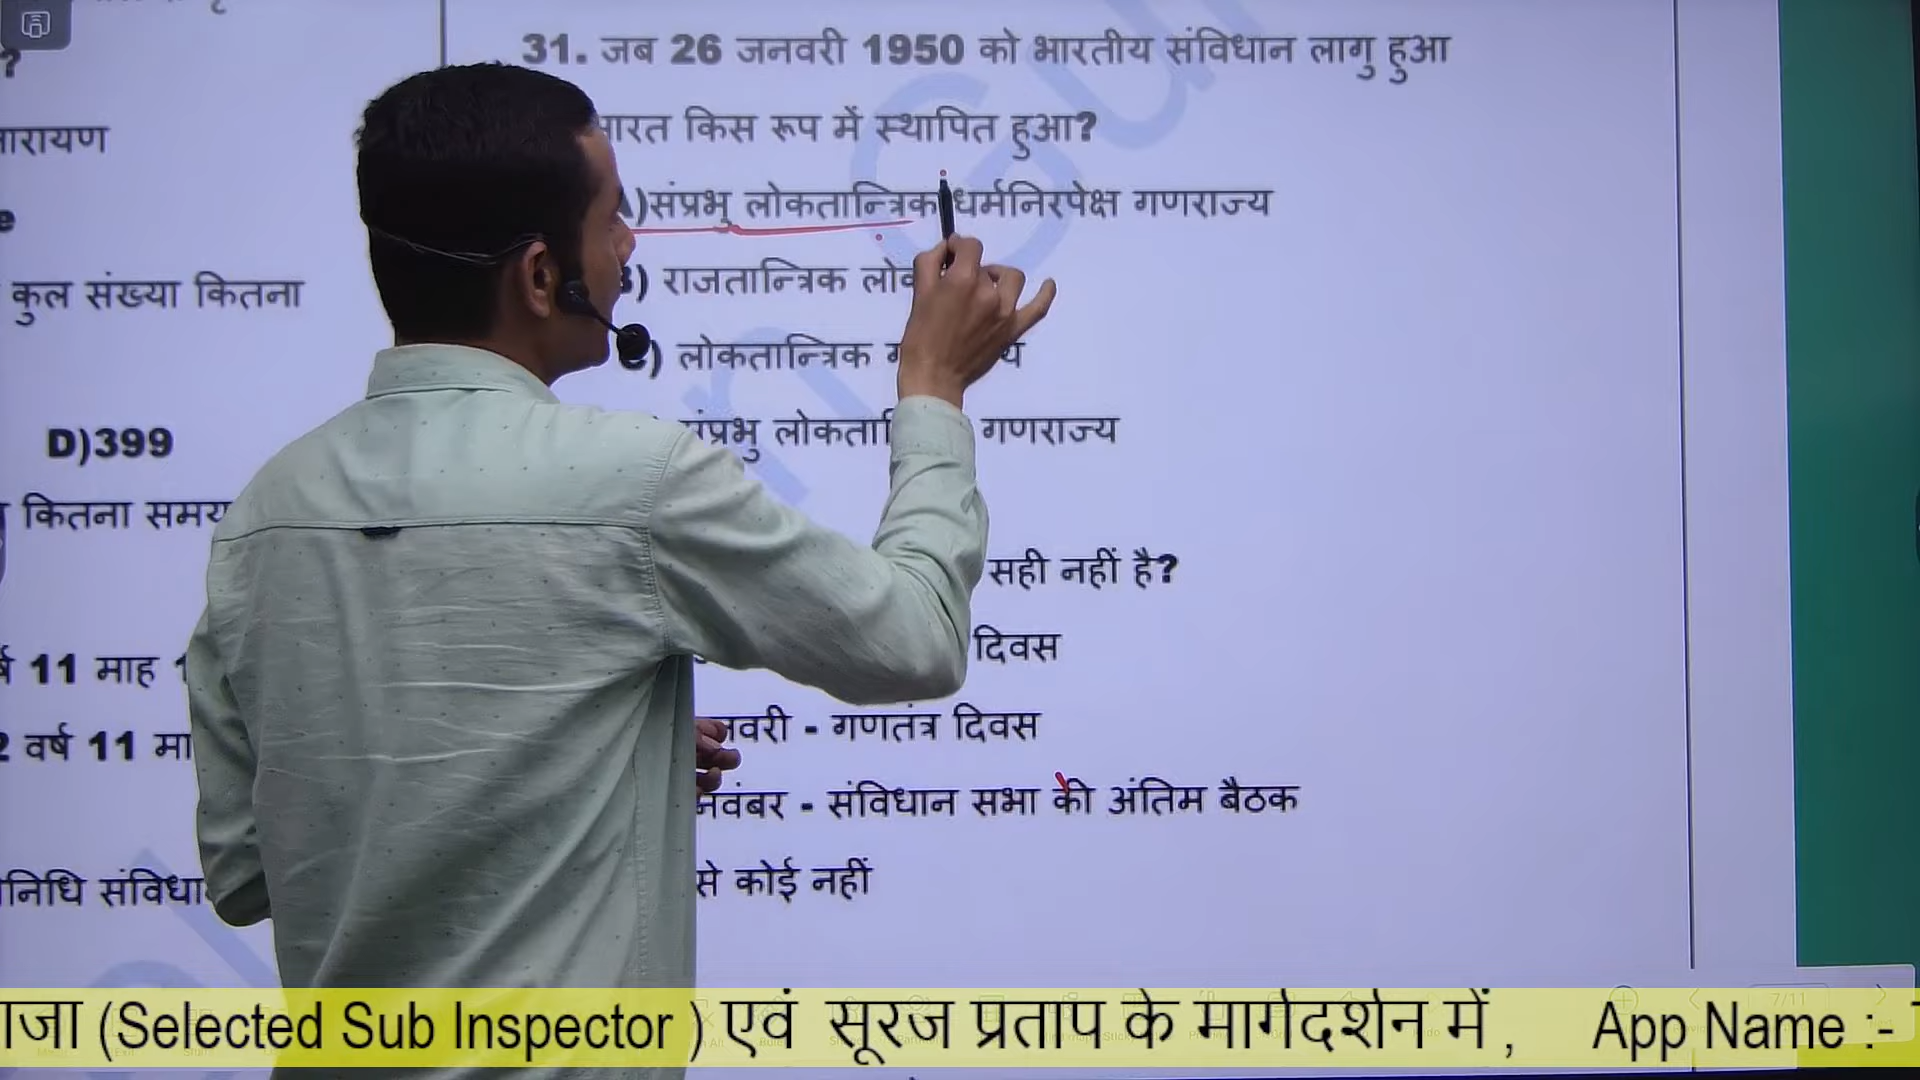 ?
नारायण
कुल संख्या कितना
D)399
कितना समय
11 माह
वर्ष 11
संविधा
31. जब 26 जनवरी 1950 को भारतीय संविधान लागु हुआ
भारत किस रूप में स्थापित हुआ?
A)संप्रभु लोकतान्त्रिक धर्मनिरपेक्ष गणराज्य
B) राजतान्त्रिक
C) लोकतान्त्रिक
संप्रभु गणराज्य
सही नहीं है?
दिवस
जनवरी - गणतंत्र दिवस
नवंबर - संविधान सभा की अंतिम बैठक
से कोई नहीं
(Selected Sub Inspector ) एवं सूरज प्रताप के मार्गदर्शन में , App Name :-
7/11